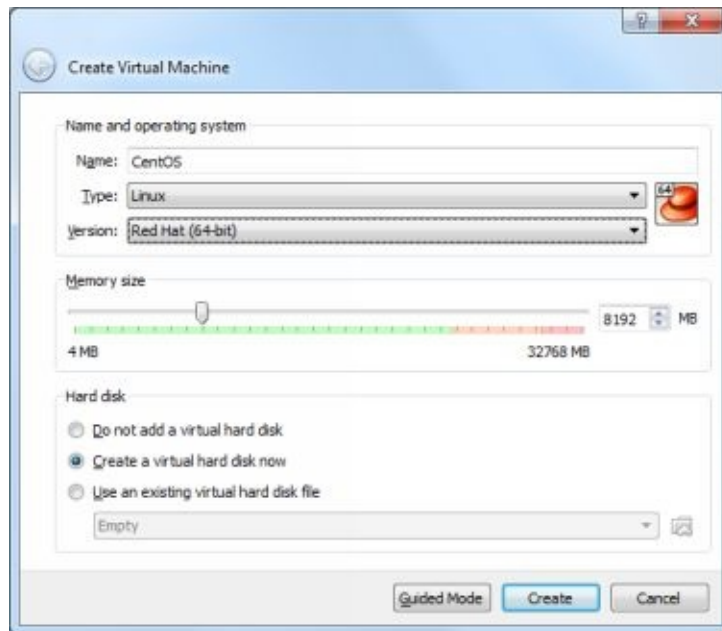 Create Virtual Machine
Name and operating system
Name: CentOS
Type: Linux
64
Version: Red Hat (64-bit)
Memory size
8192 MB
4 MB 32768 MB
Hard disk
Do not add a virtual hard disk
Create a virtual hard disk now
Use an existing virtual hard disk file
Empty
Guided Mode Create Cancel